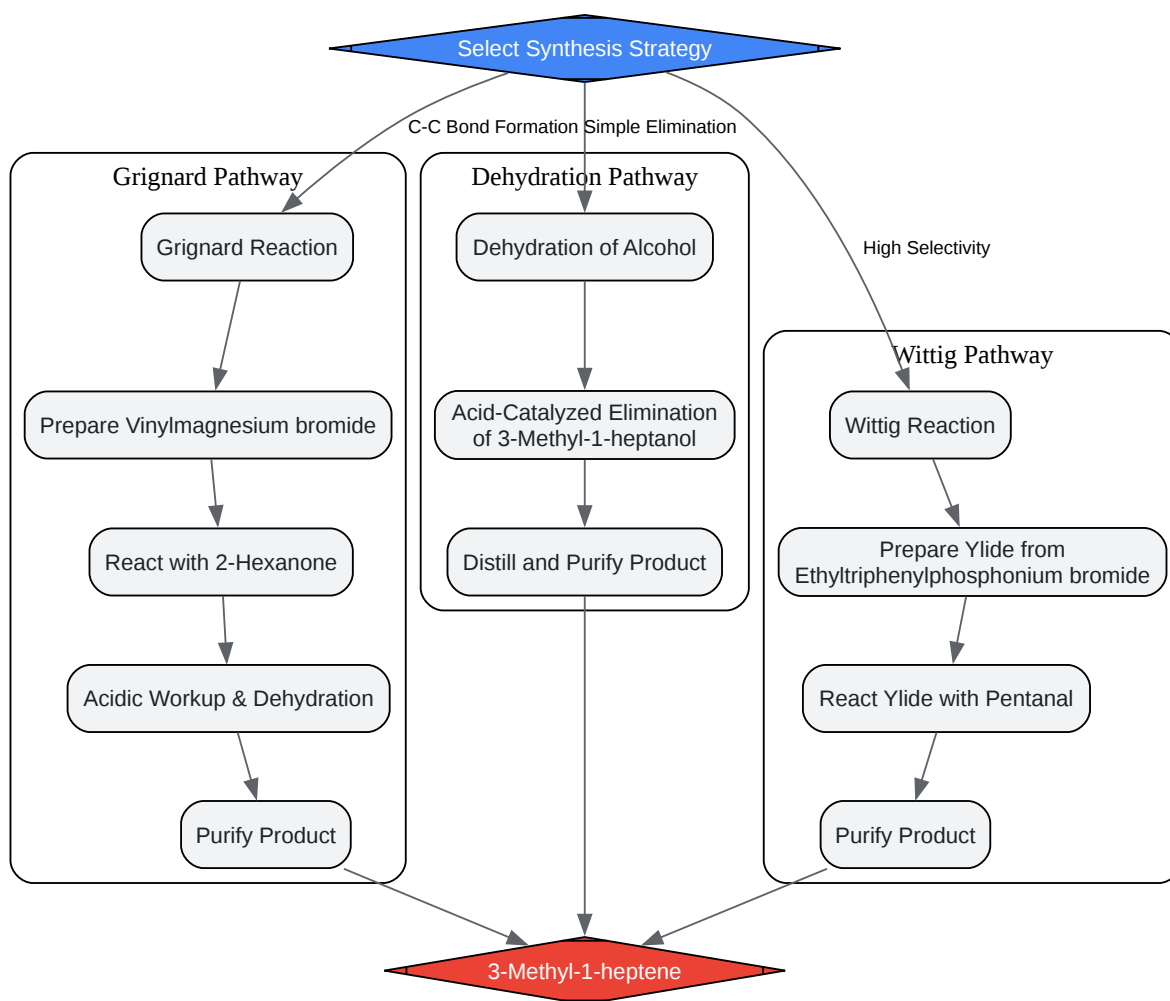 Select Synthesis Strategy
C-C Bond Formation
Simple Elimination
High Selectivity
Grignard Pathway
Grignard Reaction
Prepare Vinylmagnesium bromide
React with 2-Hexanone
Acidic Workup & Dehydration
Purify Product
Dehydration Pathway
Dehydration of Alcohol
Acid-Catalyzed Elimination
of 3-Methyl-1-heptanol
Distill and Purify Product
Wittig Pathway
Wittig Reaction
Prepare Ylide from
Ethyltriphenylphosphonium bromide
React Ylide with Pentanal
Purify Product
3-Methyl-1-heptene